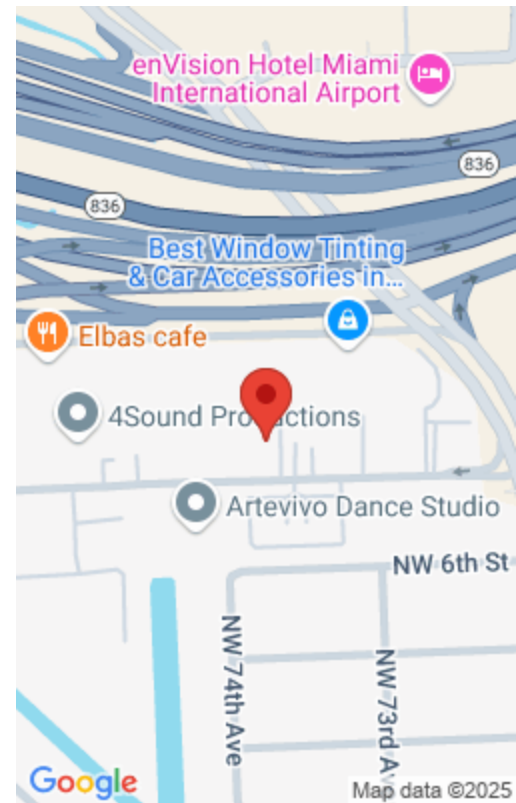 enVision Hotel Miami
International Airport
836
836
Best Window Tinting
& Car Accessories in...
Elbas cafe
4Sound Productions
Artevivo Dance Studio
NW 6th St
NW 74th Ave
NW 73rd Av
Google
Map data ©2025